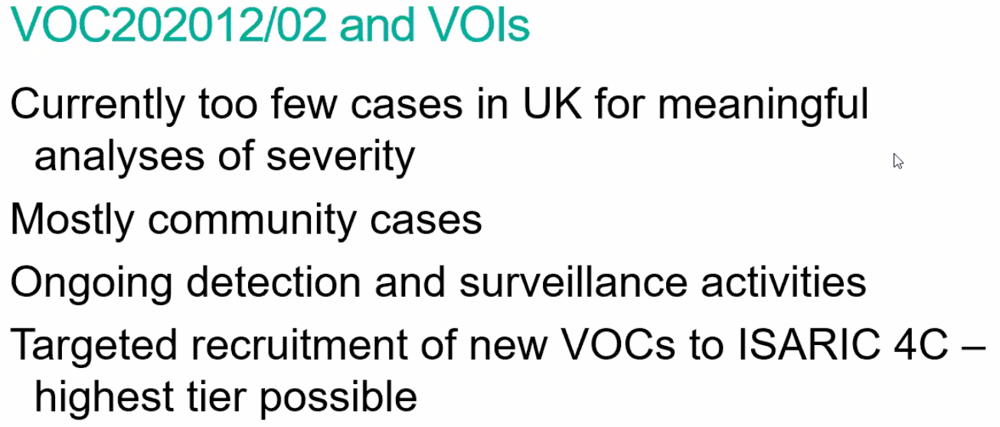 VOC202012/02 and VOIs
Currently too few cases in UK for meaningful
analyses of severity
Mostly community cases
Ongoing detection and surveillance activities
Targeted recruitment of new VOCs to ISARIC 4C –
highest tier possible